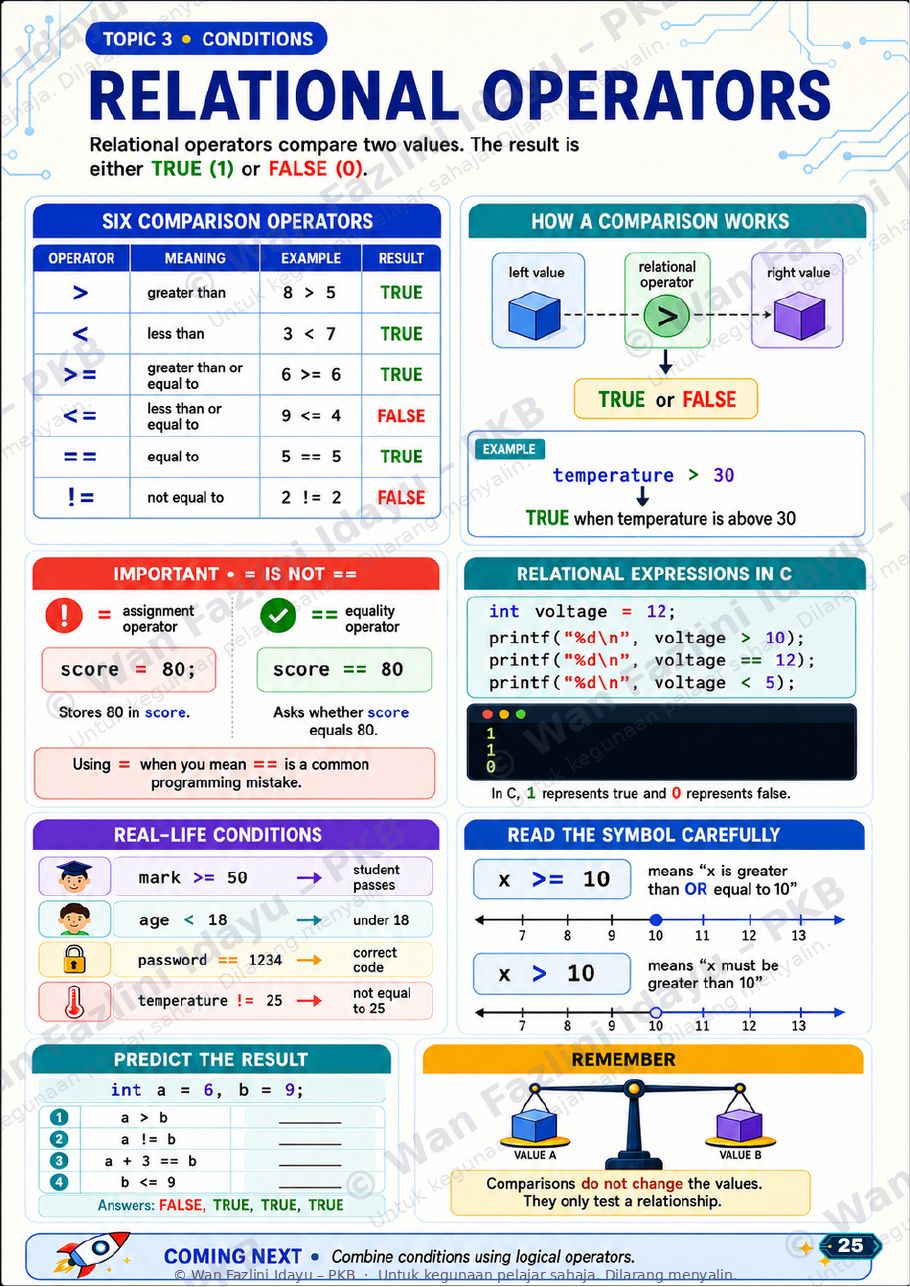 TOPIC 3 • CONDITIONS
RELATIONAL OPERATORS
Relational operators compare two values. The result is
either TRUE (1) or FALSE (0).
SIX COMPARISON OPERATORS
OPERATOR MEANING EXAMPLE RESULT
> greater than 8 > 5 TRUE
< less than 3 < 7 TRUE
>= greater than or equal to 6 >= 6 TRUE
<= less than or equal to 9 <= 4 FALSE
== equal to 5 == 5 TRUE
!= not equal to 2 != 2 FALSE
HOW A COMPARISON WORKS
left value
relational
operator
right value
>
TRUE or FALSE
EXAMPLE
temperature > 30
TRUE when temperature is above 30
IMPORTANT • = IS NOT ==
! = assignment
operator
score = 80;
Stores 80 in score.
== equality
operator
score == 80
Asks whether score
equals 80.
Using = when you mean == is a common
programming mistake.
RELATIONAL EXPRESSIONS IN C
int voltage = 12;
printf(“%d\n”, voltage > 10);
printf(“%d\n”, voltage == 12);
printf(“%d\n”, voltage < 5);
1
1
0
In C, 1 represents true and 0 represents false.
REAL-LIFE CONDITIONS
mark >= 50 student passes
age < 18 under 18
password == 1234 correct code
temperature != 25 not equal to 25
READ THE SYMBOL CAREFULLY
x >= 10
means “x is greater
than OR equal to 10”
7 8 9 10 11 12 13
x > 10
means “x must be
greater than 10”
7 8 9 10 11 12 13
PREDICT THE RESULT
int a = 6, b = 9;
1 a > b
2 a != b
3 a + 3 == b
4 b <= 9
Answers: FALSE, TRUE, TRUE, TRUE
REMEMBER
VALUE A VALUE B
Comparisons do not change the values.
They only test a relationship.
COMING NEXT • Combine conditions using logical operators.
25
© Wan Fazlini Idayu – PKB · Untuk kegunaan pelajar sahaja. Dilarang menyalin.